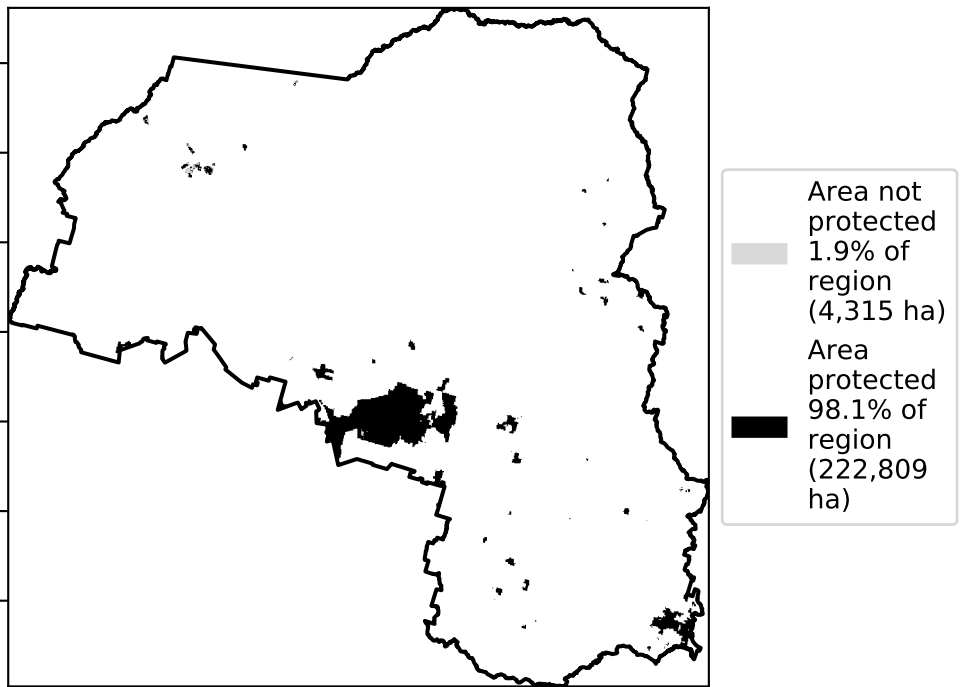 Area not
protected
1.9% of
region
(4,315 ha)
Area
protected
98.1% of
region
(222,809
ha)